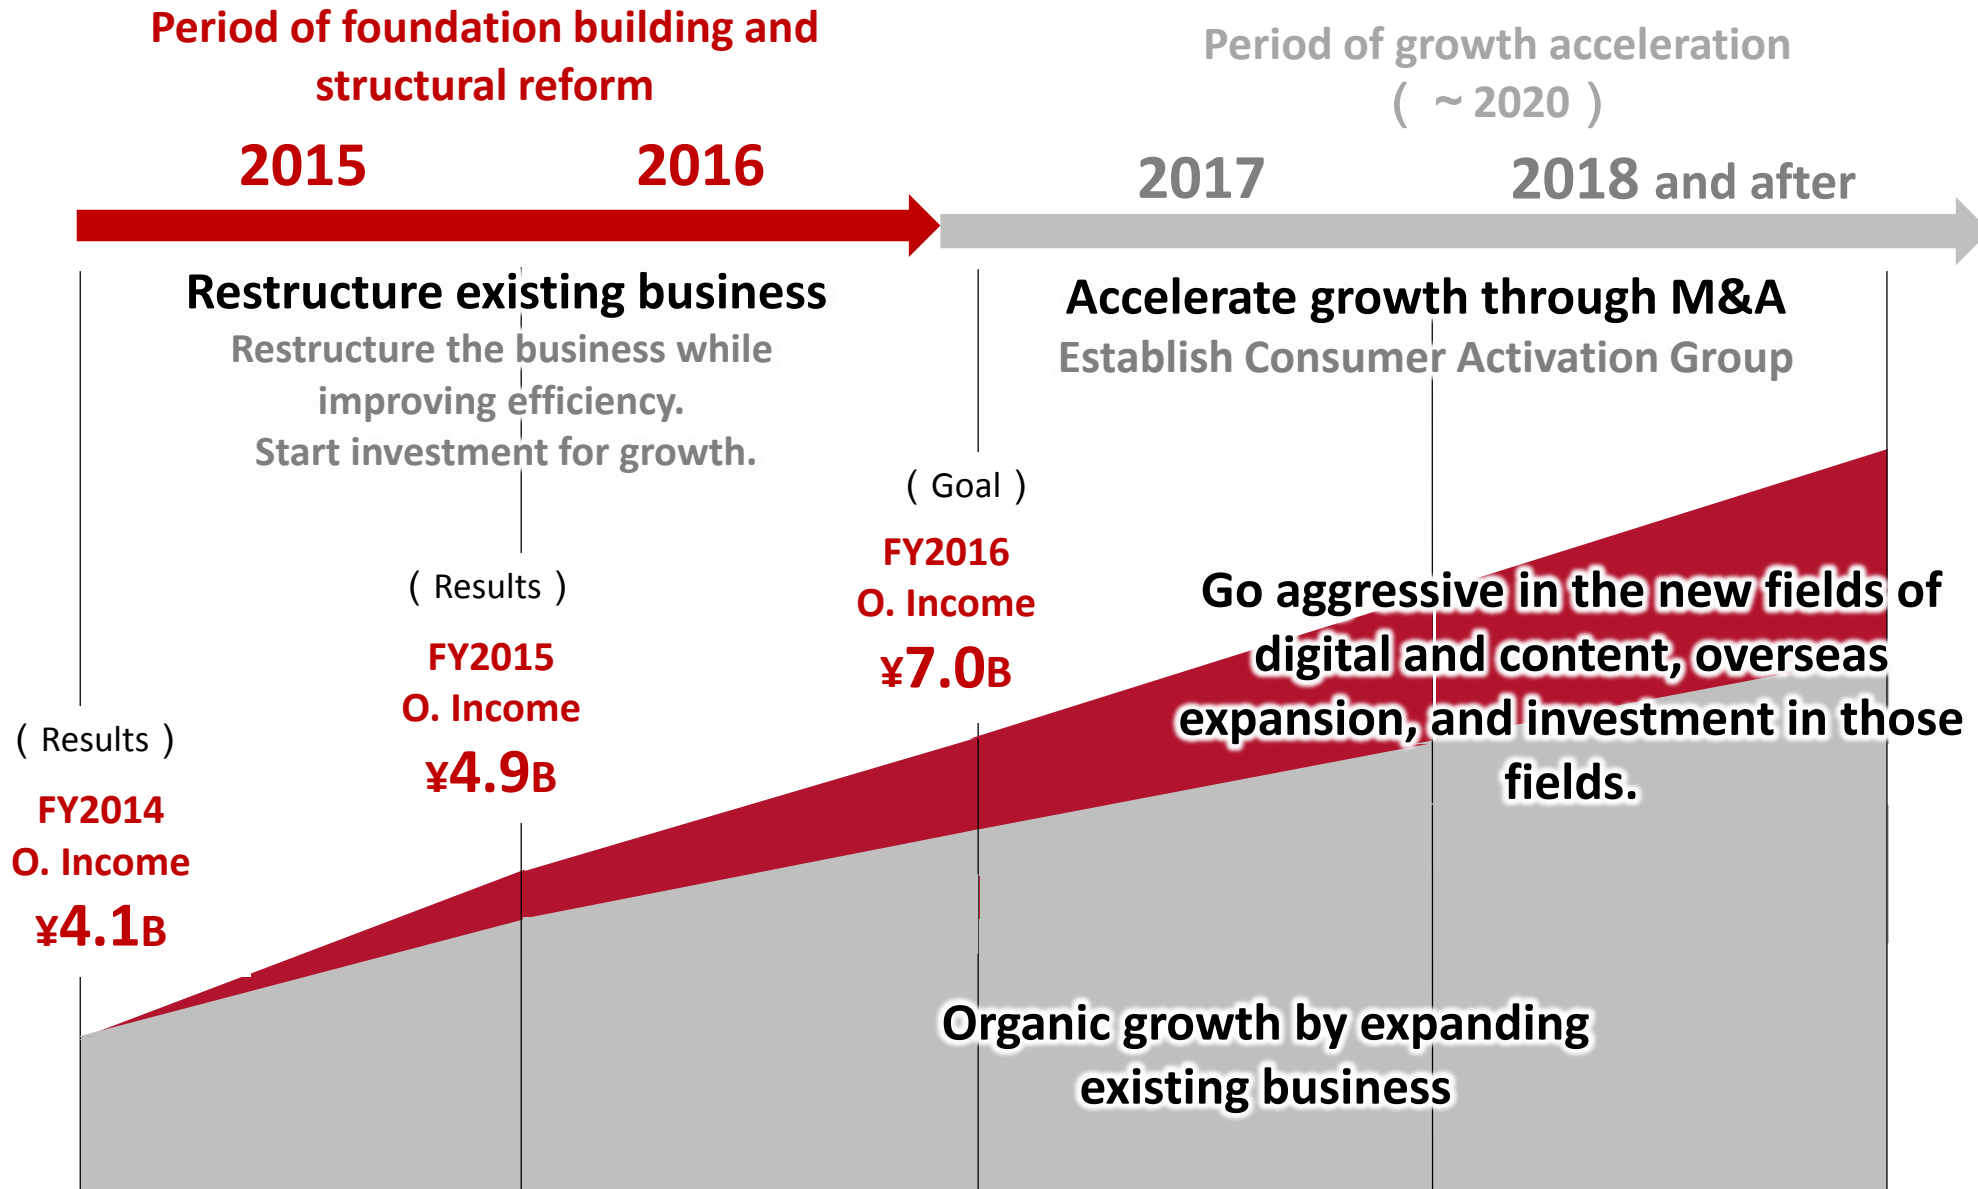 Period of foundation building and
structural reform
Period of growth acceleration
( ~ 2020 )
2015
2016
2017
2018 and after
Restructure existing business
Restructure the business while
improving efficiency.
Start investment for growth.
Accelerate growth through M&A
Establish Consumer Activation Group
( Results )
FY2014
O. Income
¥4.1B
( Results )
FY2015
O. Income
¥4.9B
( Goal )
FY2016
O. Income
¥7.0B
Go aggressive in the new fields of
digital and content, overseas
expansion, and investment in those
fields.
Organic growth by expanding
existing business